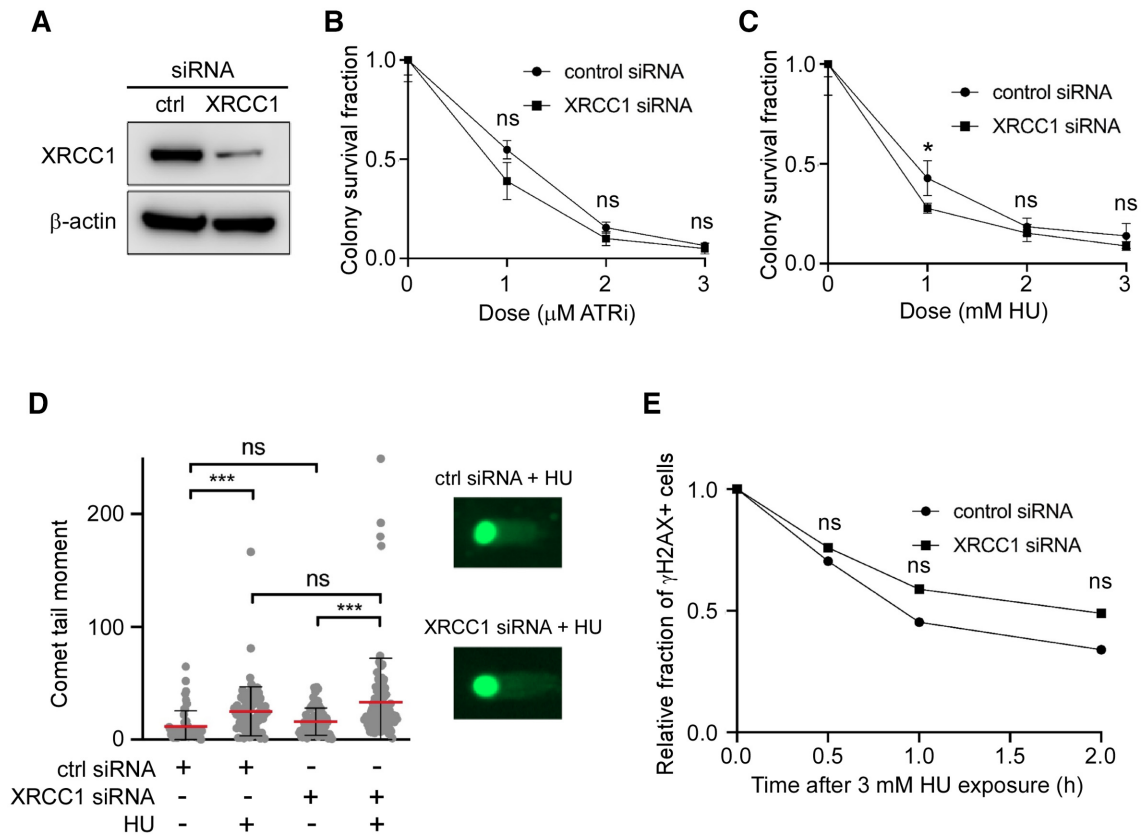 A
siRNA
ctrl XRCC1
XRCC1
β-actin
B
Colony survival fraction
1.0
0.5
0.0
control siRNA
XRCC1 siRNA
ns
ns
ns
0 1 2 3
Dose (μM ATRi)
C
Colony survival fraction
1.0
0.5
0.0
control siRNA
XRCC1 siRNA
*
ns
ns
0 1 2 3
Dose (mM HU)
D
Comet tail moment
200
100
0
ns
***
ns
***
ctrl siRNA + - -
XRCC1 siRNA - - + +
HU - + - +
ctrl siRNA + HU
XRCC1 siRNA + HU
E
Relative fraction of γH2AX+ cells
1.0
0.5
0.0
control siRNA
XRCC1 siRNA
ns
ns
ns
0.0 0.5 1.0 1.5 2.0
Time after 3 mM HU exposure (h)